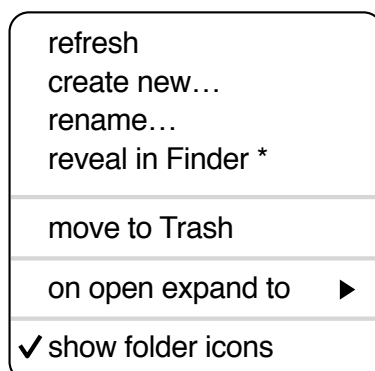 refresh
create new…
rename…
reveal in Finder *
move to Trash
on open expand to
show folder icons